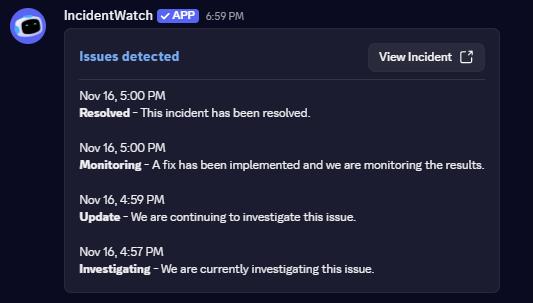 IncidentWatch APP 6:59 PM
Issues detected
View Incident
Nov 16, 5:00 PM
Resolved - This incident has been resolved.
Nov 16, 5:00 PM
Monitoring - A fix has been implemented and we are monitoring the results.
Nov 16, 4:59 PM
Update - We are continuing to investigate this issue.
Nov 16, 4:57 PM
Investigating - We are currently investigating this issue.